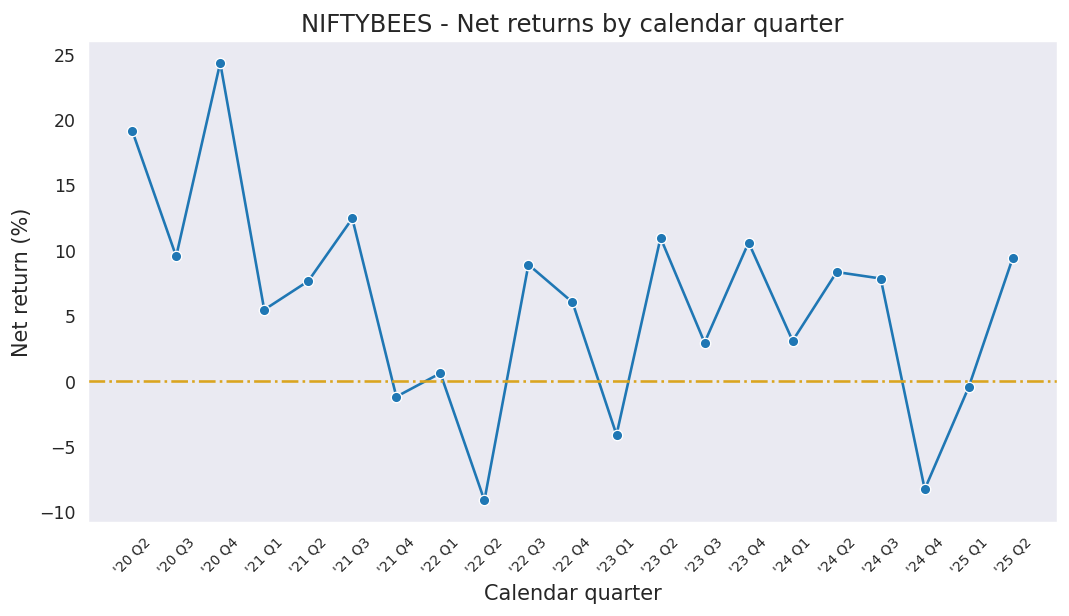 NIFTYBEES - Net returns by calendar quarter
Net return (%)
25
20
15
10
5
0
−5
−10
'20 Q2
'20 Q3
'20 Q4
'21 Q1
'21 Q2
'21 Q3
'21 Q4
'22 Q1
'22 Q2
'22 Q3
'22 Q4
'23 Q1
'23 Q2
'23 Q3
'23 Q4
'24 Q1
'24 Q2
'24 Q3
'24 Q4
'25 Q1
'25 Q2
Calendar quarter